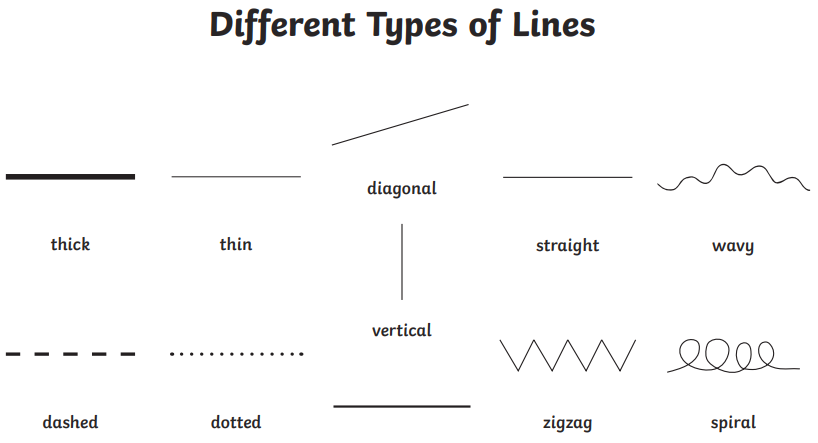 Different Types of Lines
diagonal
thick
thin
straight
wavy
vertical
dashed
dotted
zigzag
spiral